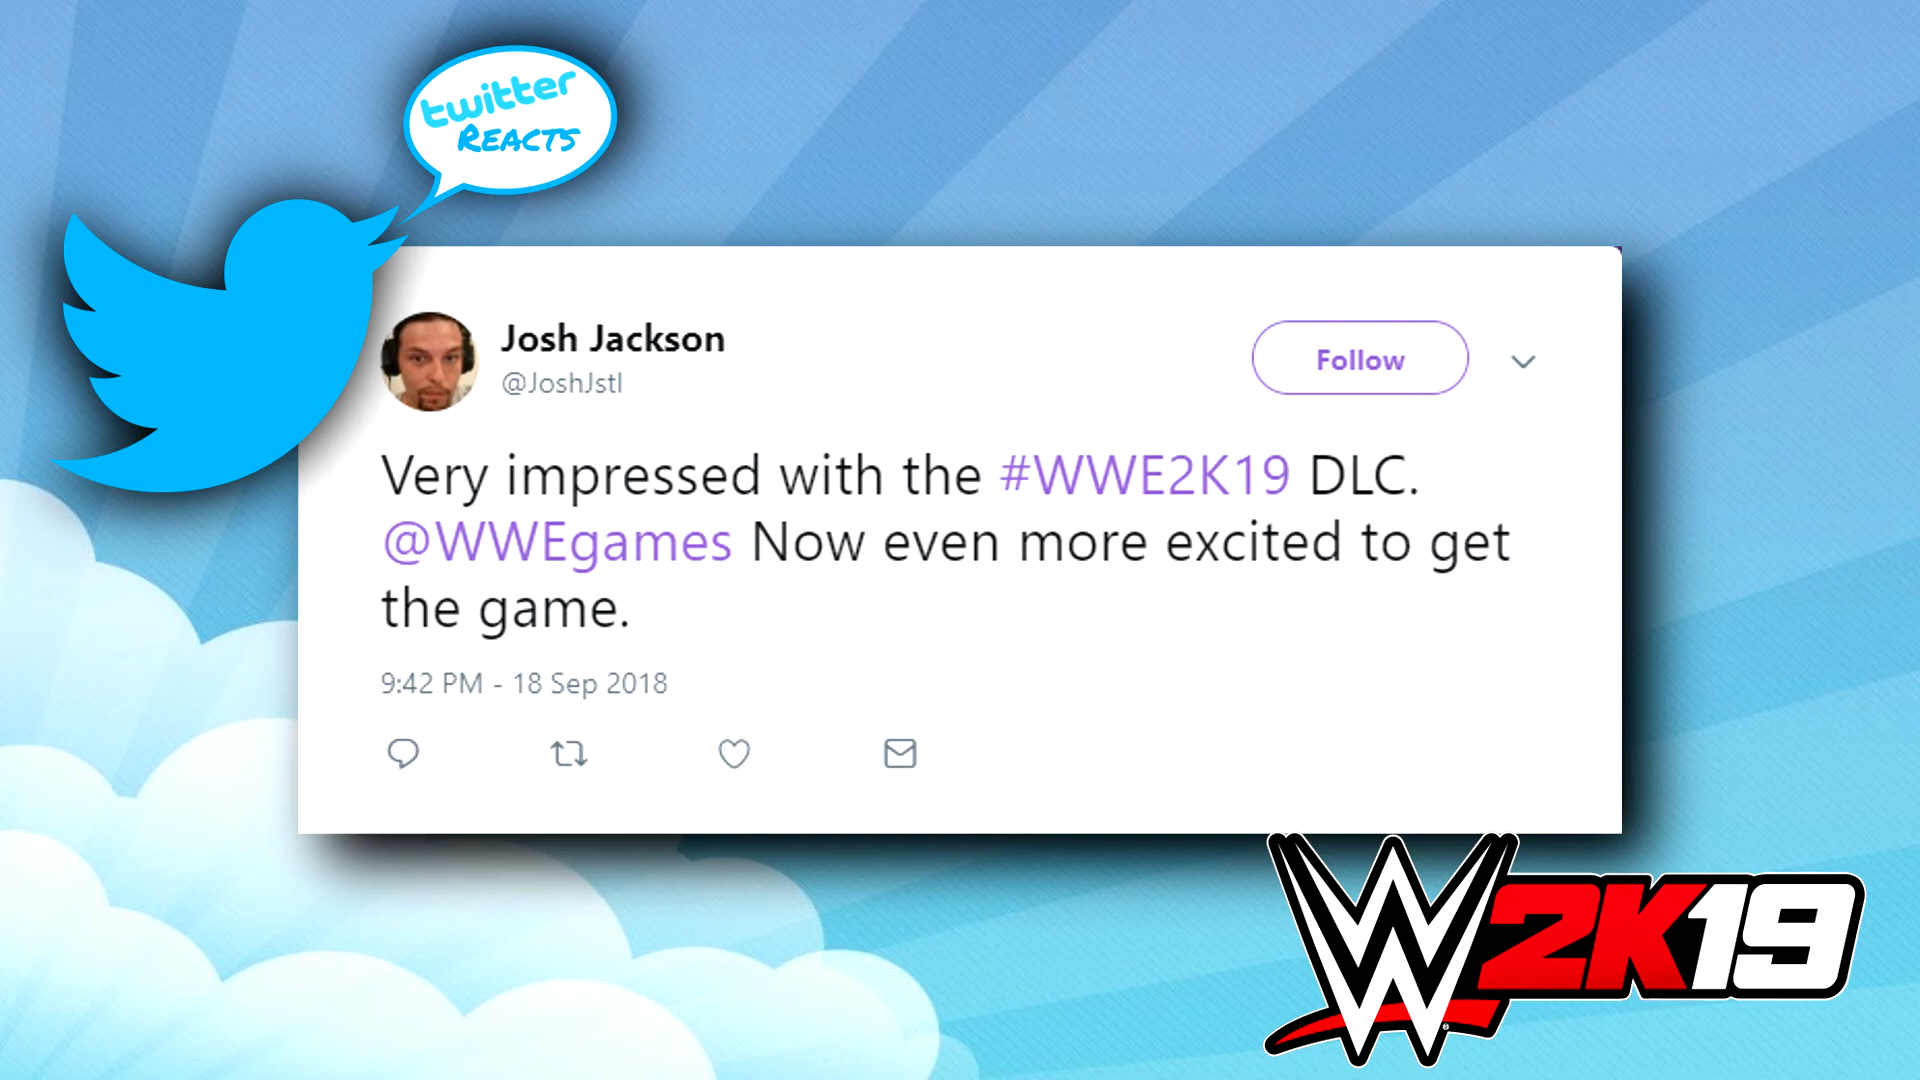 twitter
REACTS
Josh Jackson
@JoshJstl
Follow
Very impressed with the #WWE2K19 DLC.
@WWEgames Now even more excited to get
the game.
9:42 PM - 18 Sep 2018
W2K19